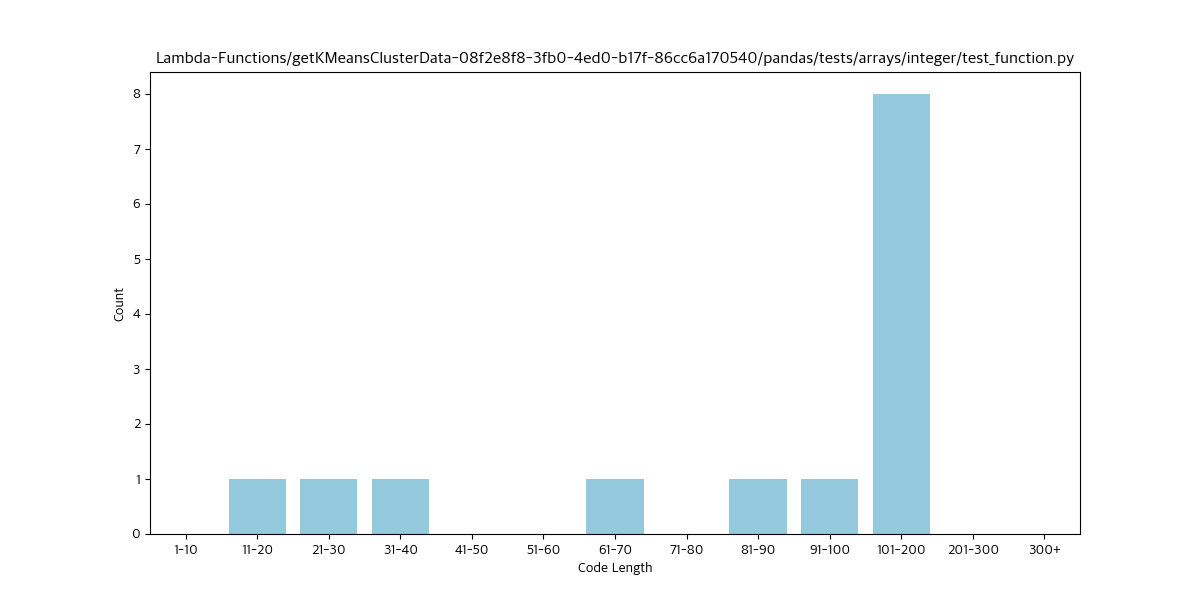 Lambda-Functions/getKMeansClusterData-08f2e8f8-3fb0-4ed0-b17f-86cc6a170540/pandas/tests/arrays/integer/test_function.py
8
7
6
5
4
3
2
1
0
Count
1-10 11-20 21-30 31-40 41-50 51-60 61-70 71-80 81-90 91-100 101-200 201-300 300+
Code Length